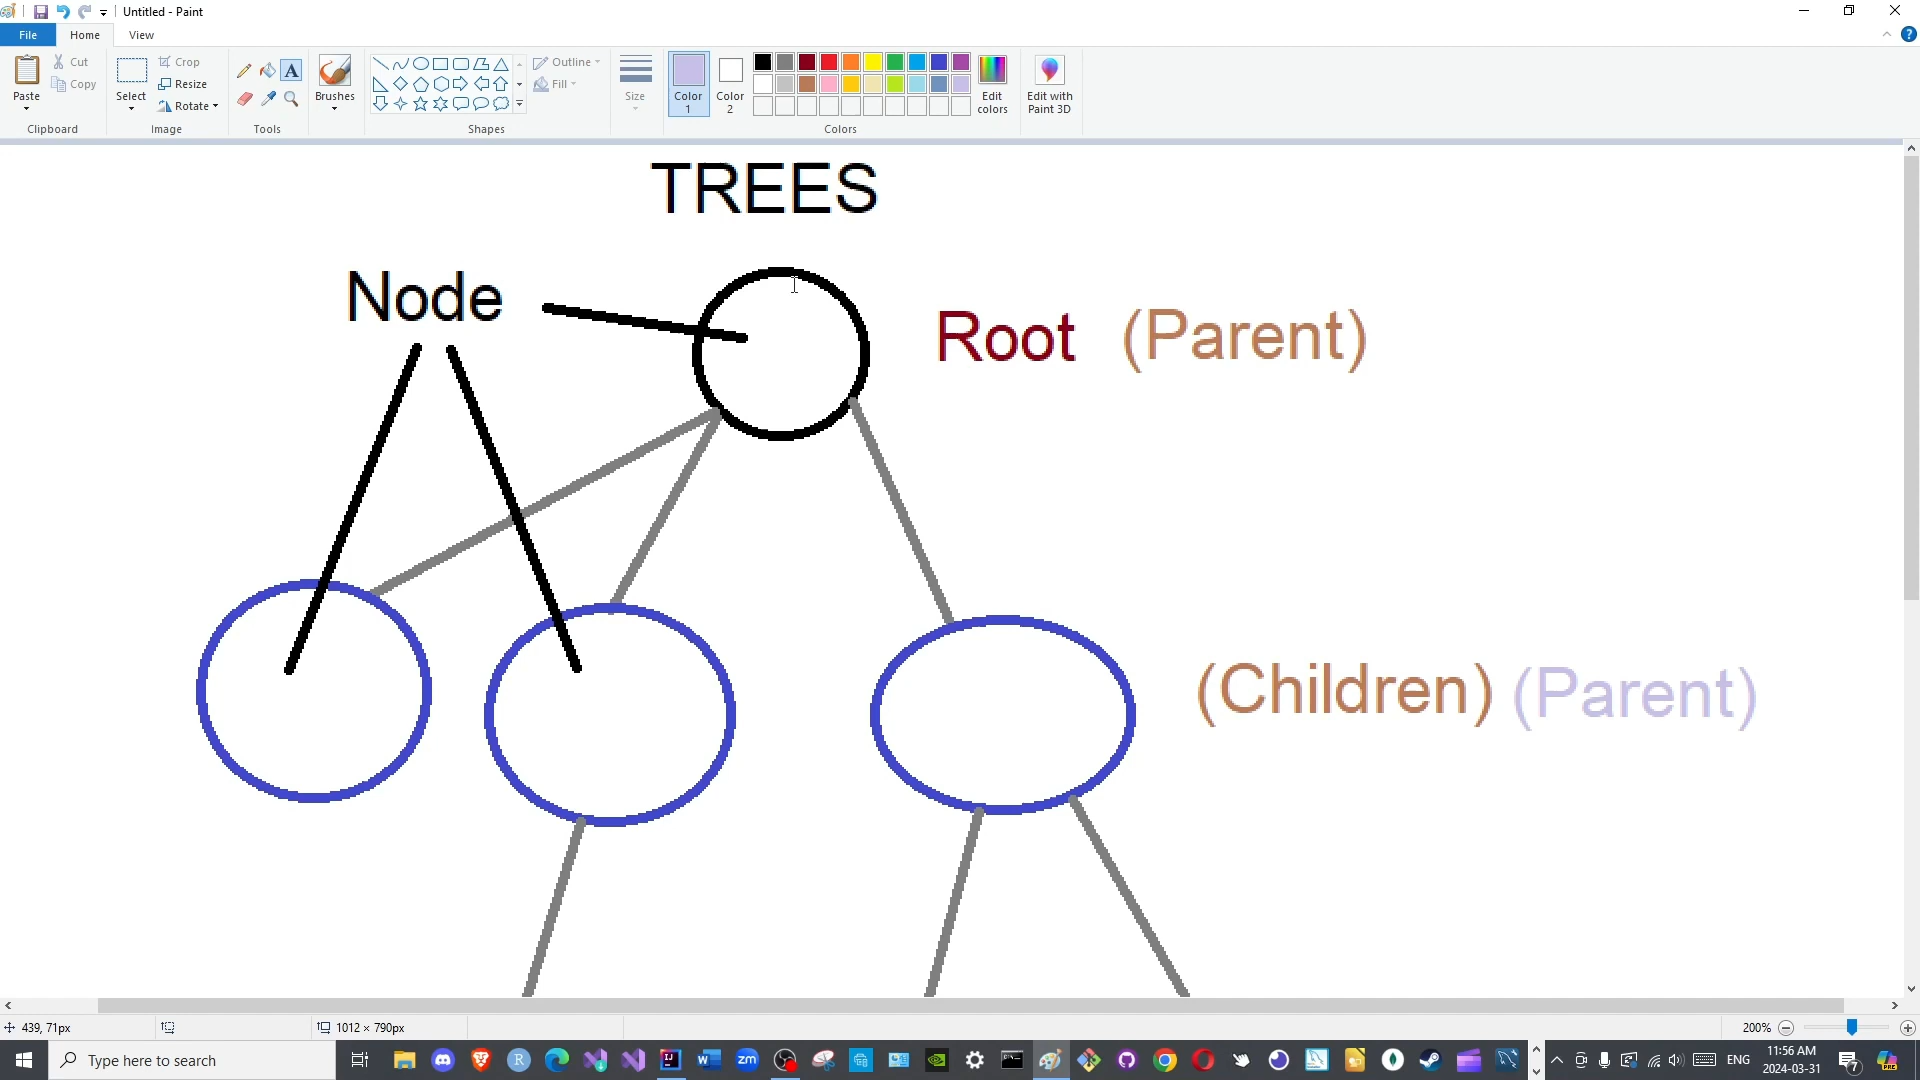 Untitled - Paint
File
Home
View
Paste
Cut
Copy
Clipboard
Select
Crop
Resize
Rotate
Image
A
Tools
Brushes
Shapes
Outline
Fill
Size
Color 1
Color 2
Colors
Edit colors
Edit with Paint 3D
TREES
Node
Root (Parent)
(Children) (Parent)
439, 71px
1012 × 790px
200%
Type here to search
ENG
11:56 AM
2024-03-31
7